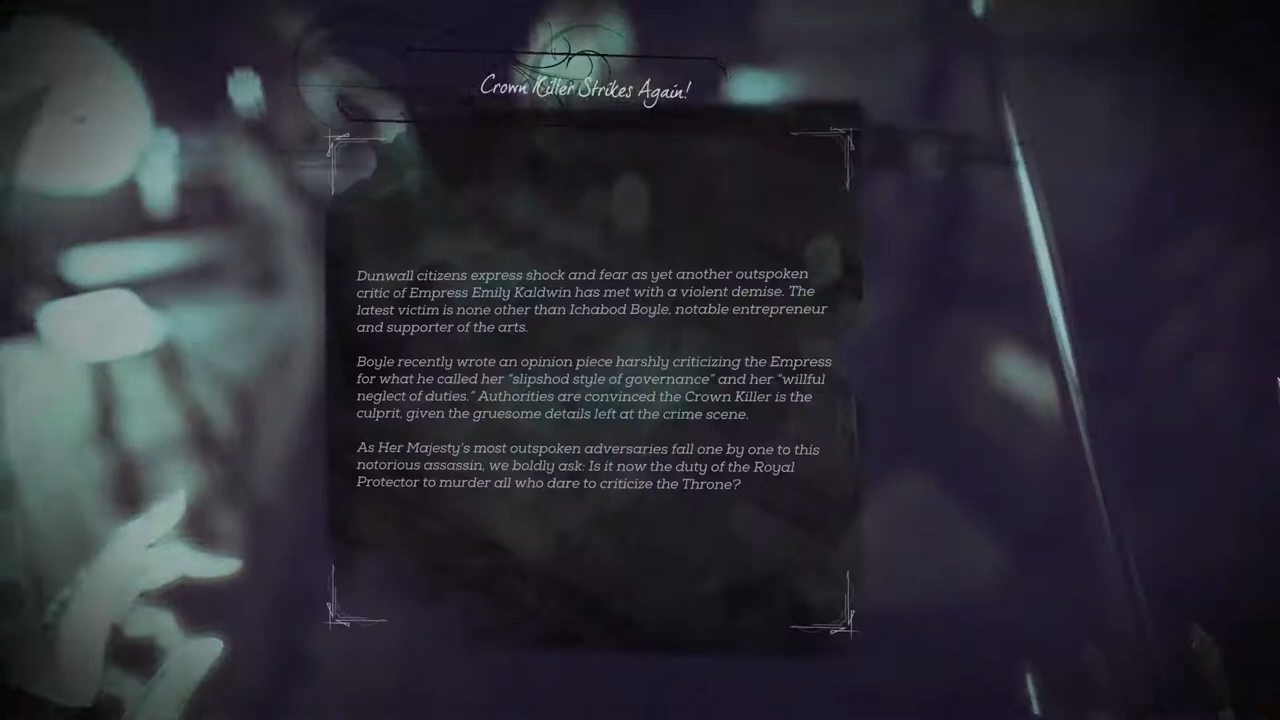 Crown Killer Strikes Again!
Dunwall citizens express shock and fear as yet another outspoken
critic of Empress Emily Kaldwin has met with a violent demise. The
latest victim is none other than Ichabod Boyle, notable entrepreneur
and supporter of the arts.
Boyle recently wrote an opinion piece harshly criticizing the Empress
for what he called her “slipshod style of governance” and her “willful
neglect of duties.” Authorities are convinced the Crown Killer is the
culprit, given the gruesome details left at the crime scene.
As Her Majesty’s most outspoken adversaries fall one by one to this
notorious assassin, we boldly ask: Is it now the duty of the Royal
Protector to murder all who dare to criticize the Throne?